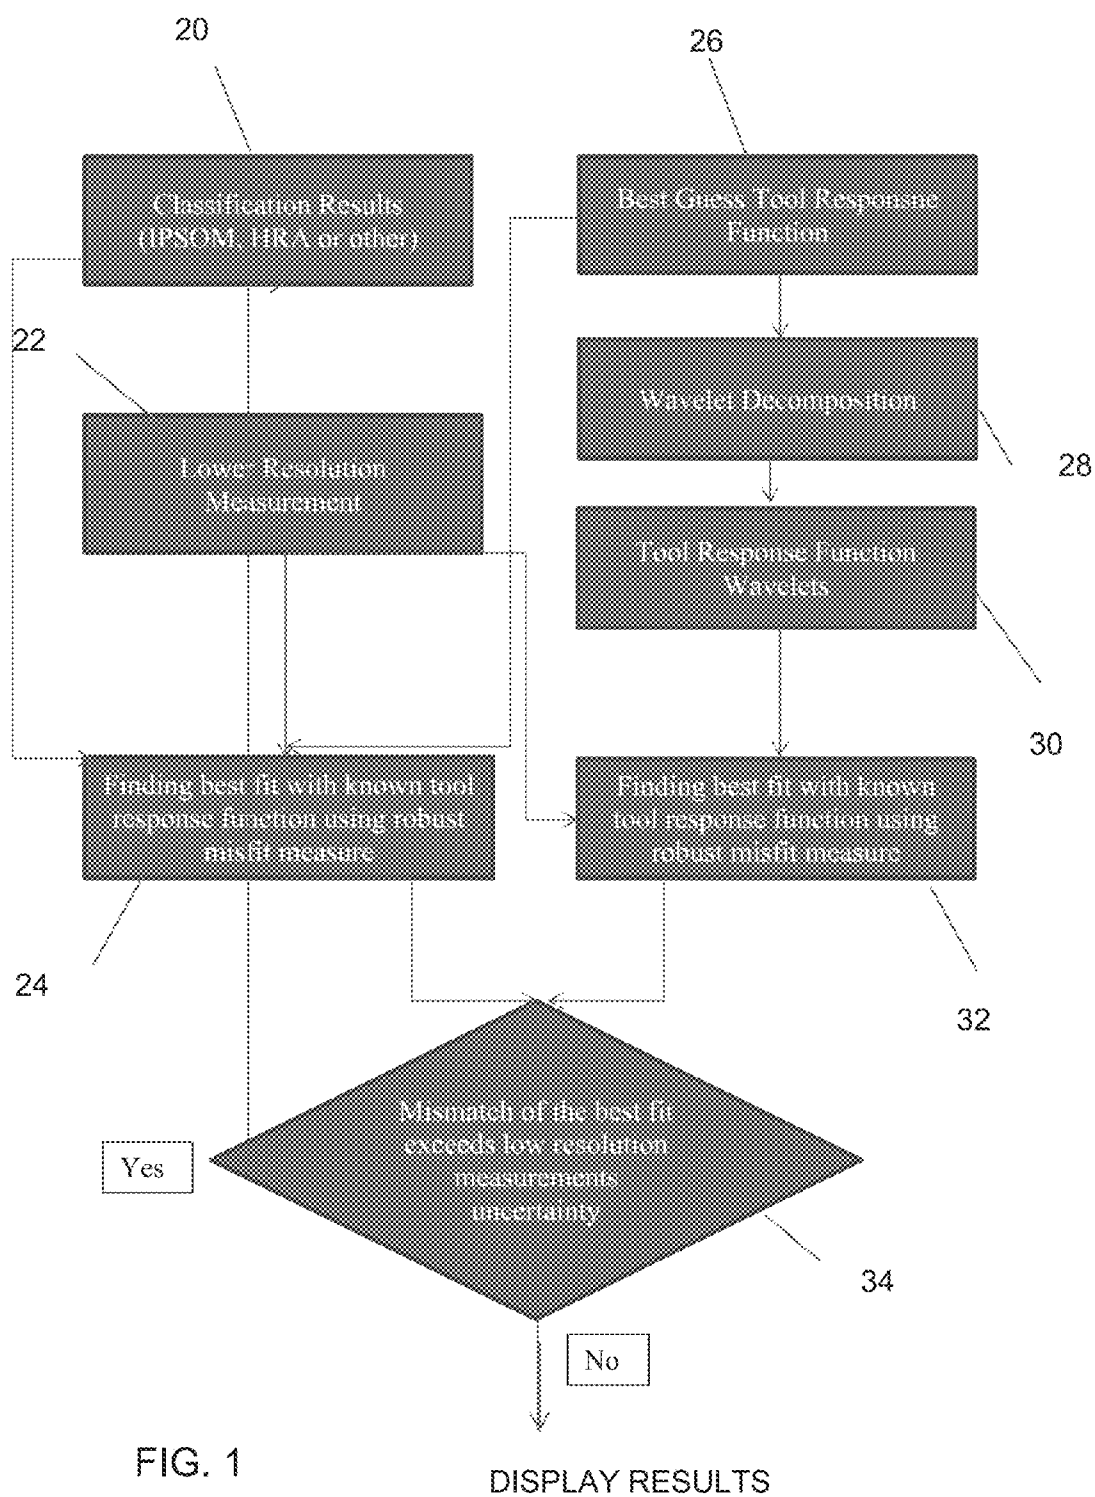 20
26
Classification Results
(IPSOM, HRA or other)
Best Guess Tool Responsne
Function
22
Wavelet Decomposition
28
Lower Resolution
Measurement
Tool Response Function
Wavelets
30
Finding best fit with known tool
response function using robust
misfit measure
Finding best fit with known
tool response function using
robust misfit measure
24
32
Mismatch of the best fit
exceeds low resolution
measurements
uncertainty
Yes
34
No
FIG. 1
DISPLAY RESULTS